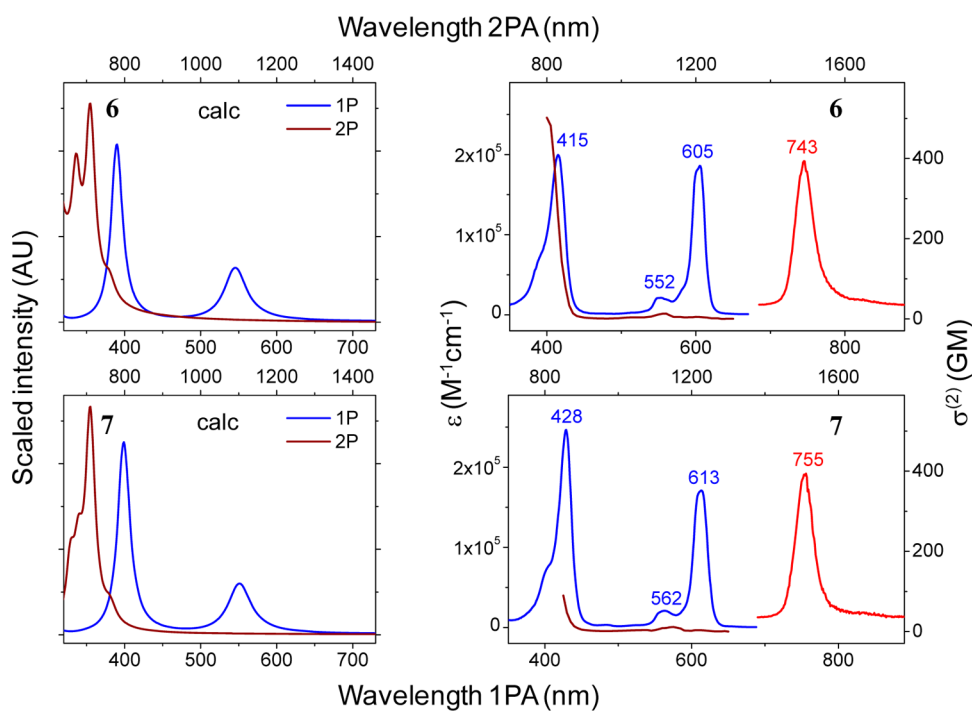 Wavelength 2PA (nm)
800 1000 1200 1400
800 1000 1200 1600
6
calc
1P
2P
6
415
605
743
552
2x10⁵
1x10⁵
0
400
200
0
400 500 600 700
400 600 800
Scaled intensity (AU)
ε (M⁻¹cm⁻¹)
σ⁽²⁾ (GM)
800 1000 1200 1400
800 1200 1600
7
calc
1P
2P
7
428
613
755
562
2x10⁵
1x10⁵
0
400
200
0
400 500 600 700
400 600 800
Wavelength 1PA (nm)